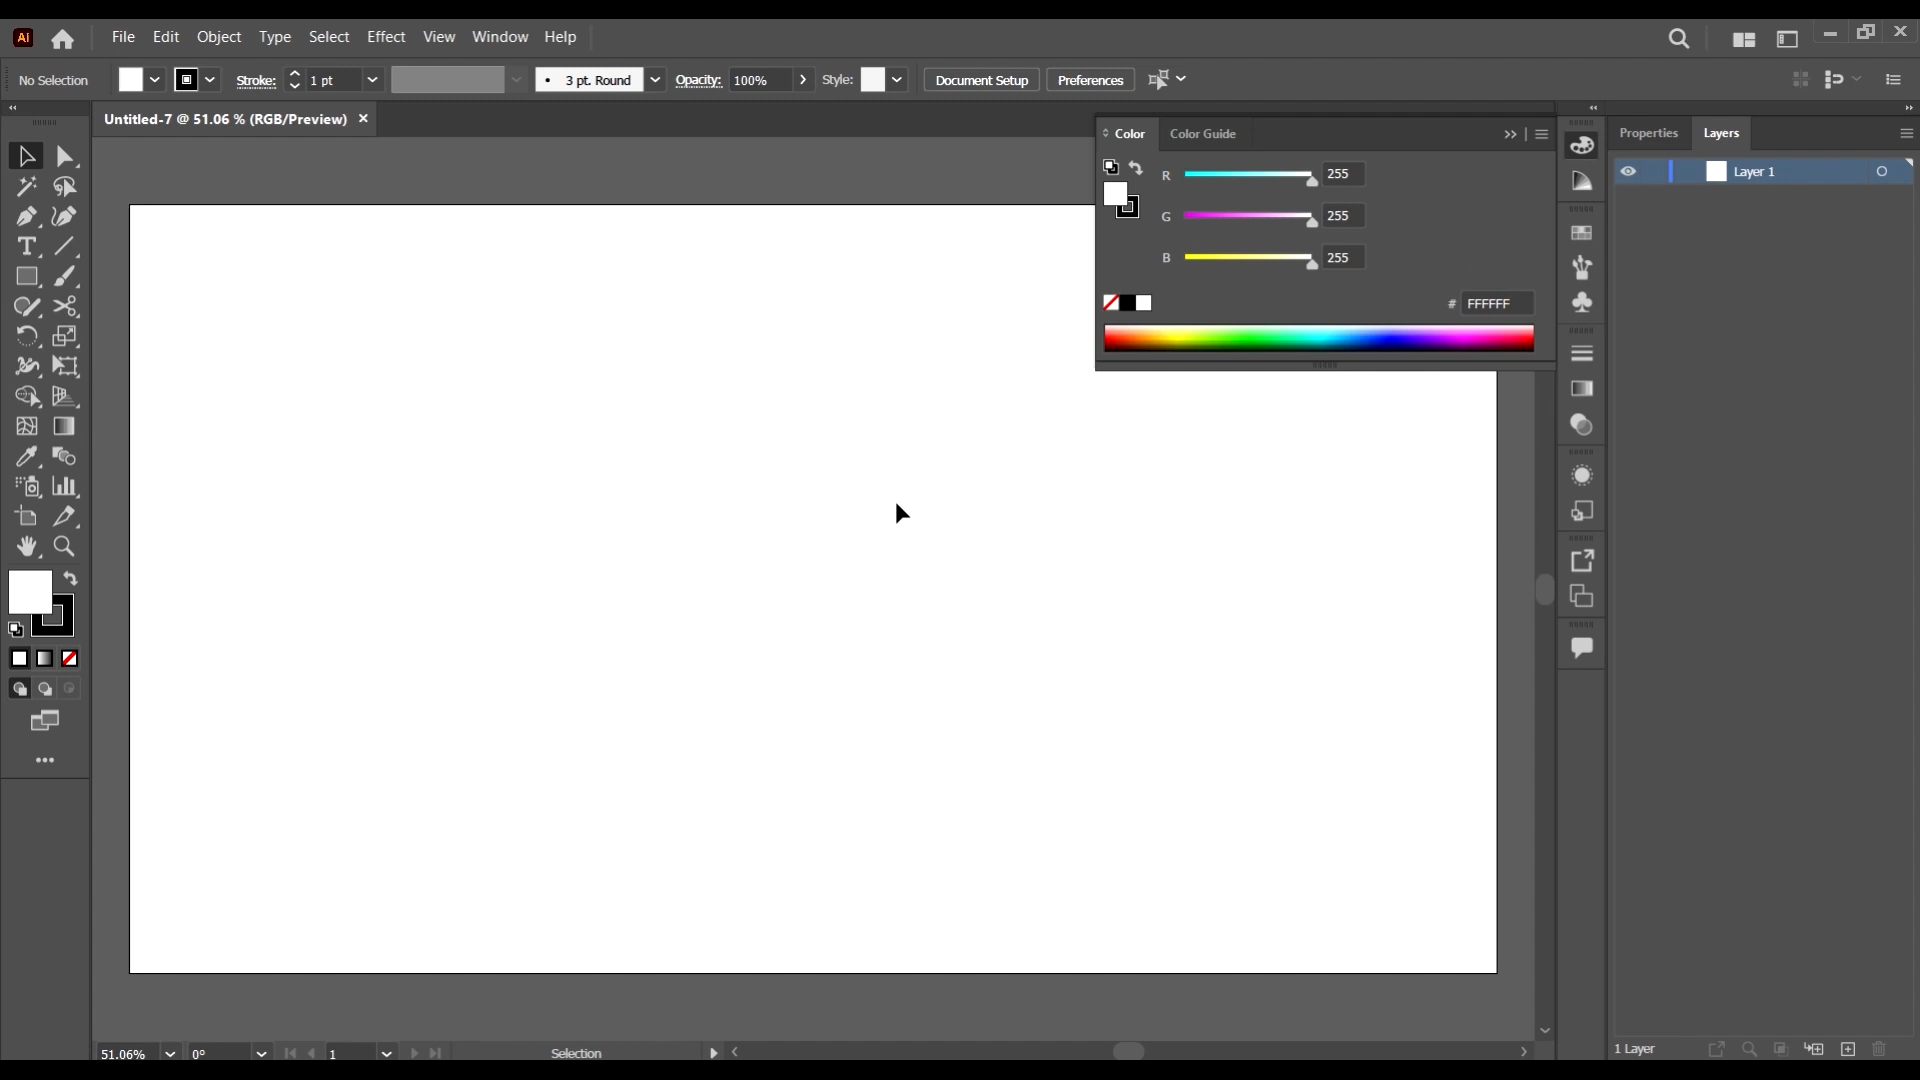 Ai File Edit Object Type Select Effect View Window Help
No Selection Stroke: 1 pt 3 pt. Round Opacity: 100% Style: Document Setup Preferences
Untitled-7 @ 51.06 % (RGB/Preview)
Color Color Guide
R 255
G 255
B 255
# FFFFFF
Properties Layers
Layer 1
51.06% 0° 1 Selection
1 Layer